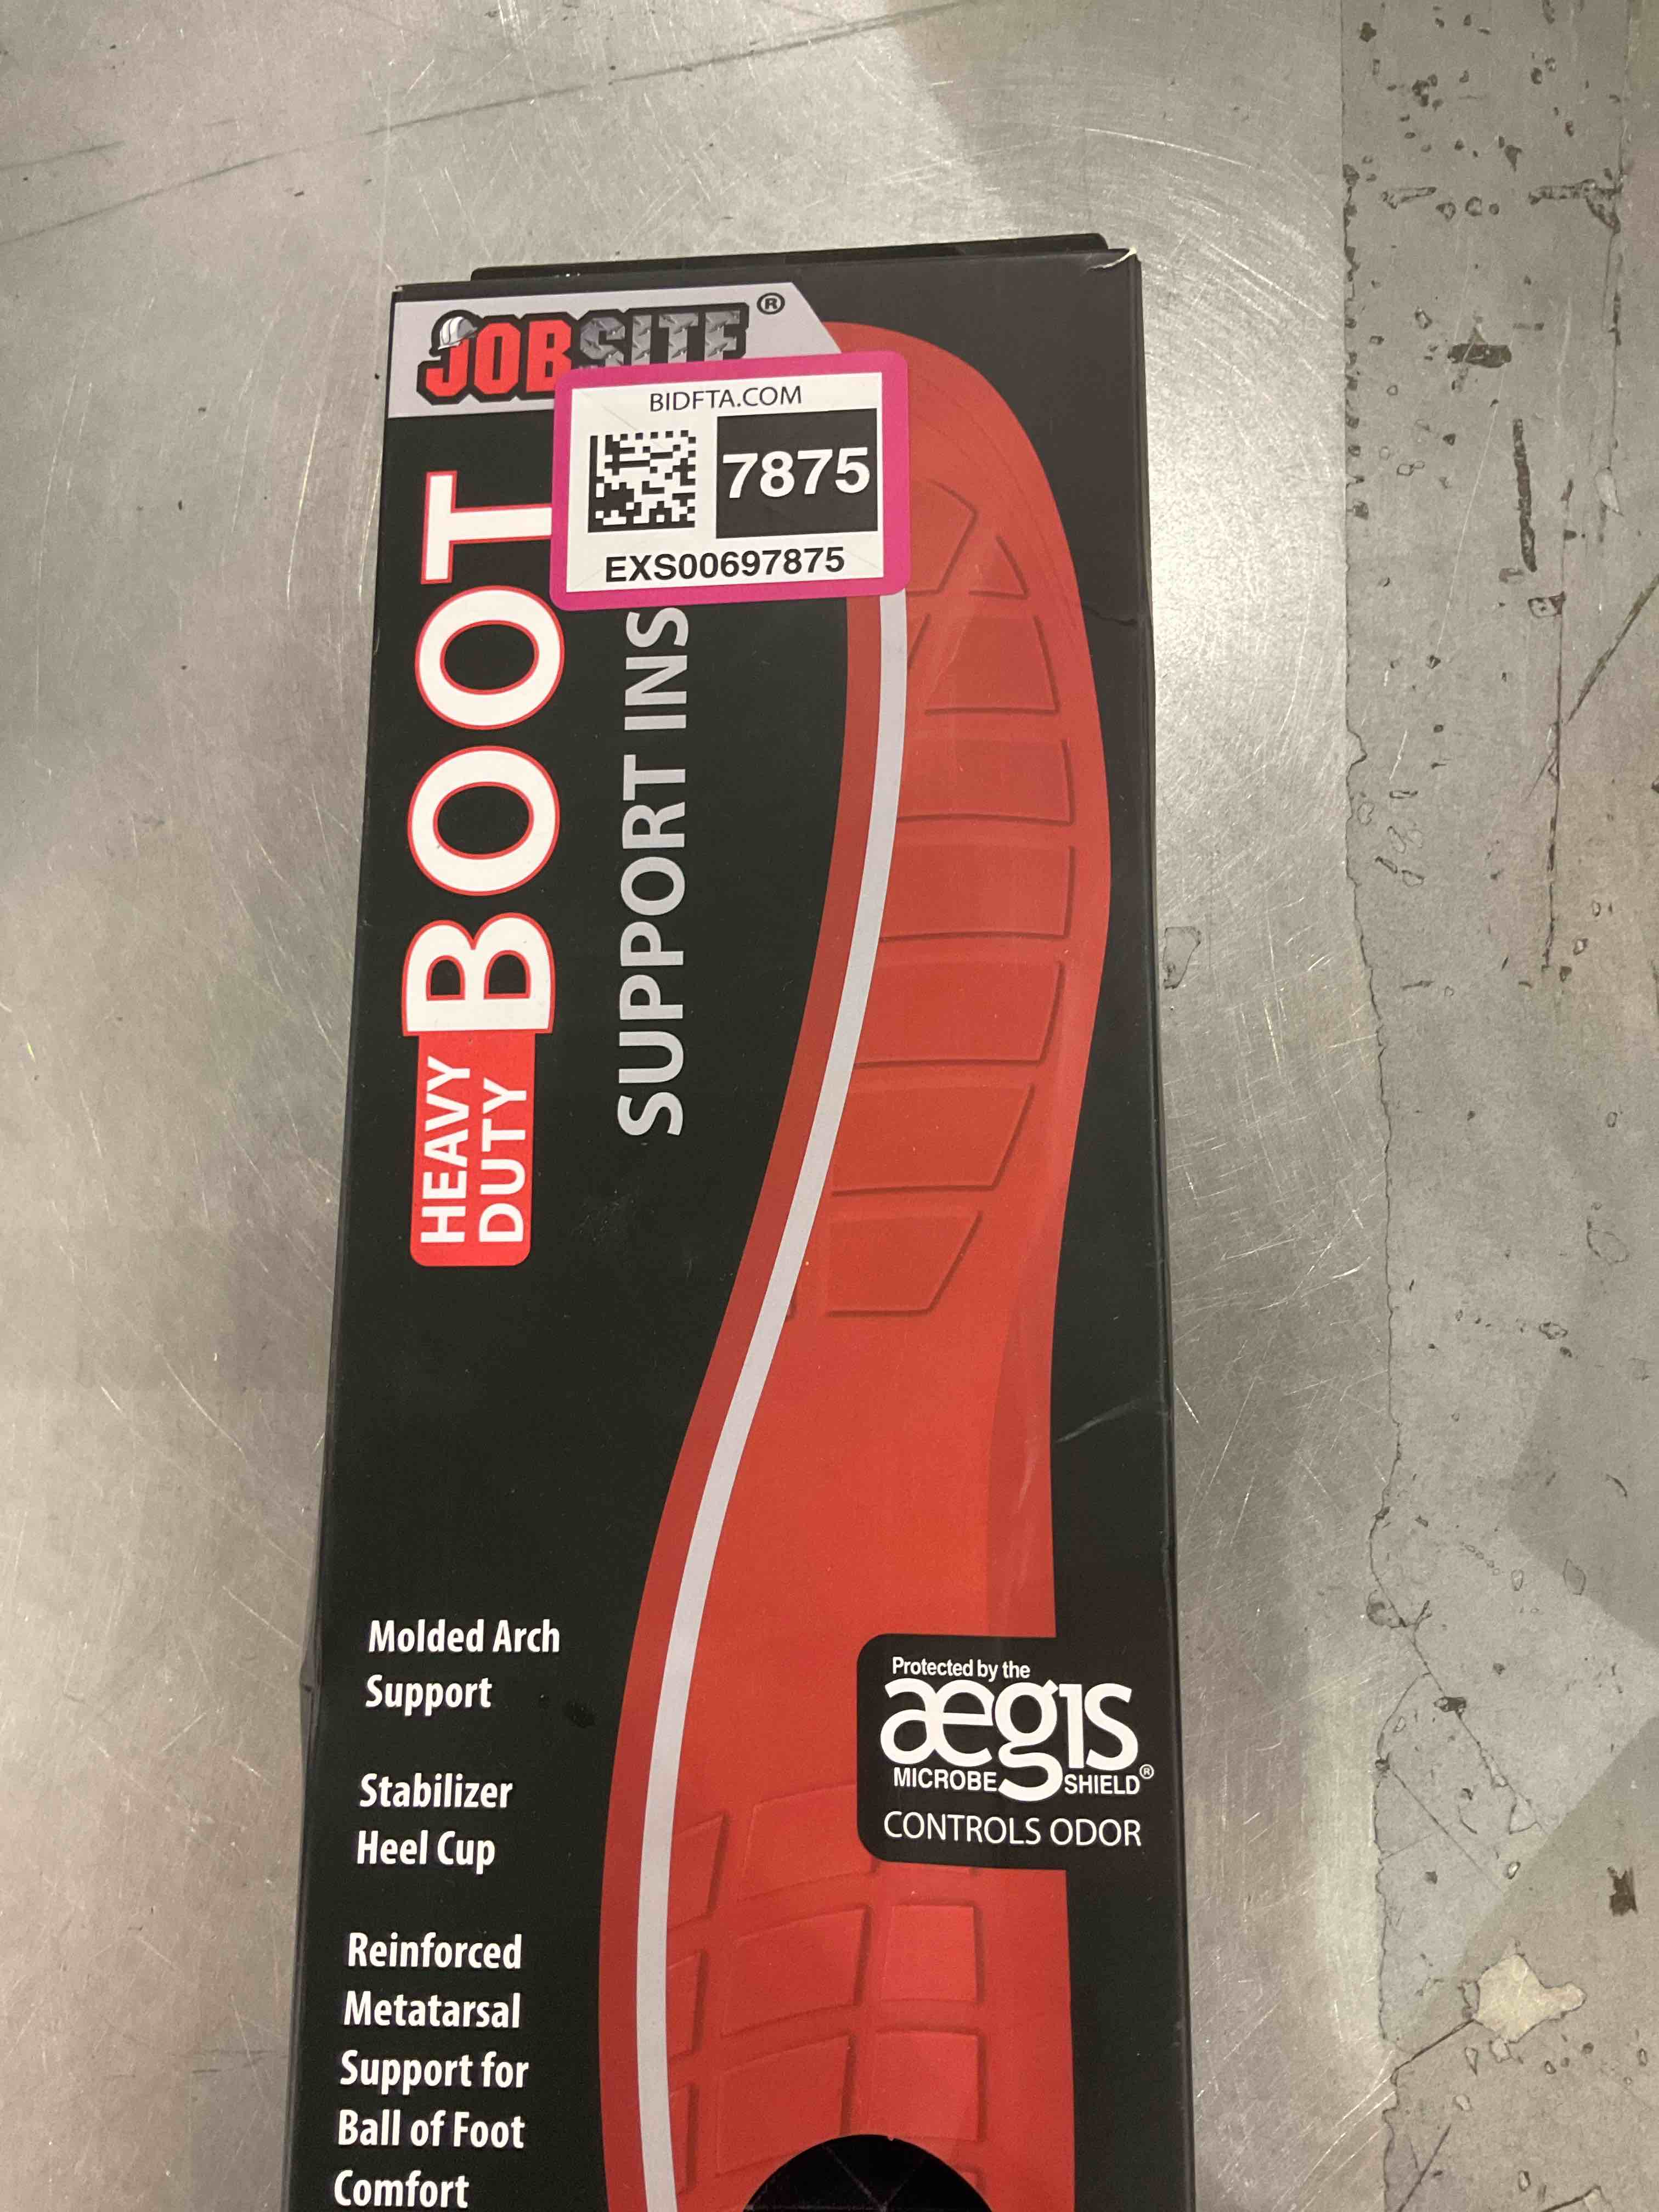 JOBSITE®
BIDFTA.COM
7875
EXS00697875
HEAVY
DUTY
BOOT
SUPPORT INS
Molded Arch
Support
Stabilizer
Heel Cup
Reinforced
Metatarsal
Support for
Ball of Foot
Comfort
Protected by the
ægis
MICROBE SHIELD®
CONTROLS ODOR